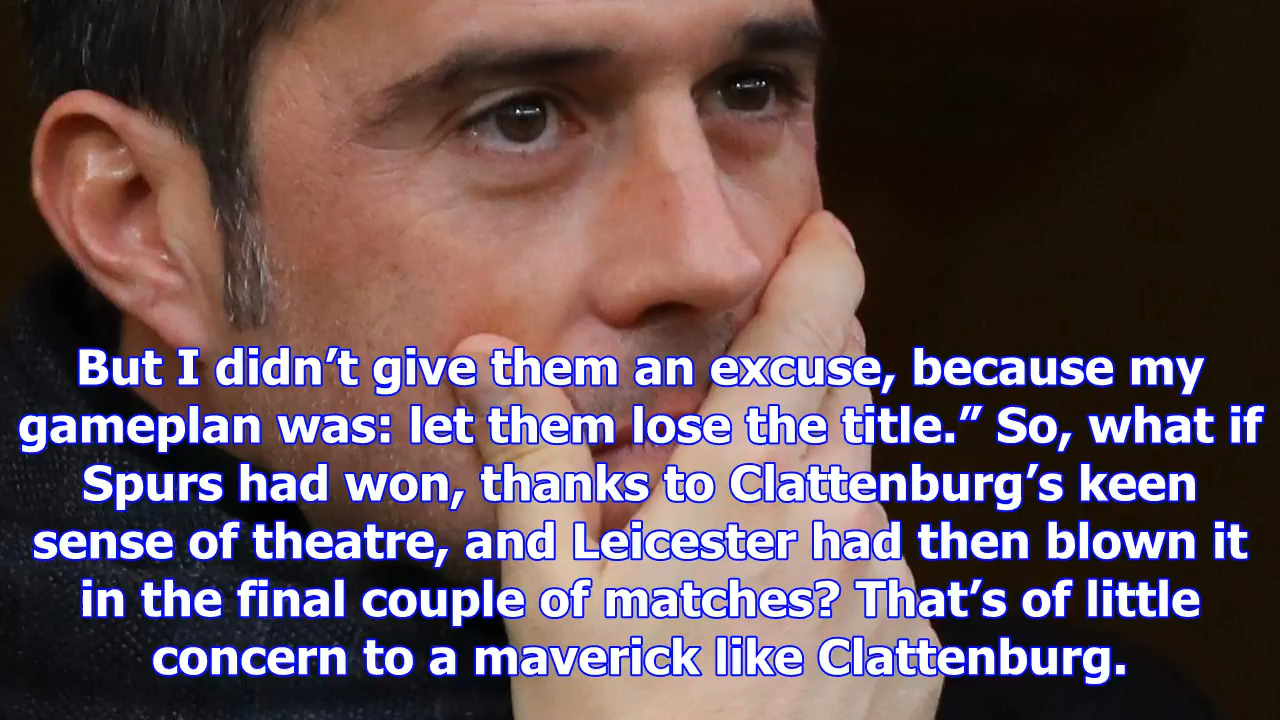 But I didn’t give them an excuse, because my
gameplan was: let them lose the title.” So, what if
Spurs had won, thanks to Clattenburg’s keen
sense of theatre, and Leicester had then blown it
in the final couple of matches? That’s of little
concern to a maverick like Clattenburg.